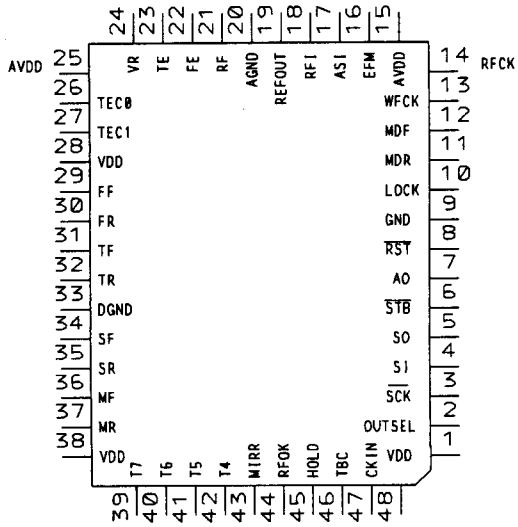 24 23 22 21 20 19 18 17 16 15
VR TE FE RF AGND REFOUT RFI ASI EFM AVDD
AVDD 25
26 TEC0
27 TEC1
28 VDD
29 FF
30 FR
31 TF
32 TR
33 DGND
34 SF
35 SR
36 MF
37 MR
38 VDD
14 RFCK
WFCK 13
MDF 12
MDR 11
LOCK 10
GND 9
RST 8
A0 7
STB 6
SO 5
SI 4
SCK 3
OUTSEL 2
VDD 1
T7 T6 T5 T4 MIRR RFOK HOLD TBC CKIN
39 40 41 42 43 44 45 46 47 48